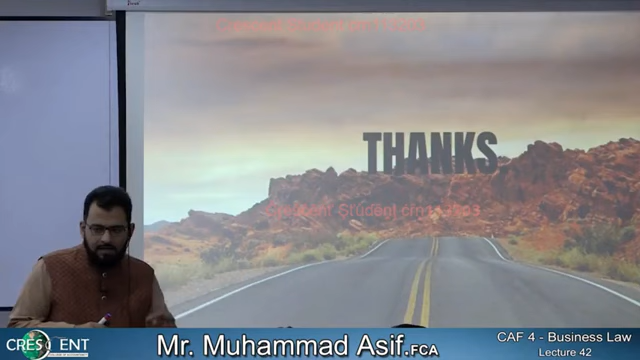 THANKS
CRESCENT
Mr. Muhammad Asif.FCA
CAF 4 - Business Law
Lecture 42